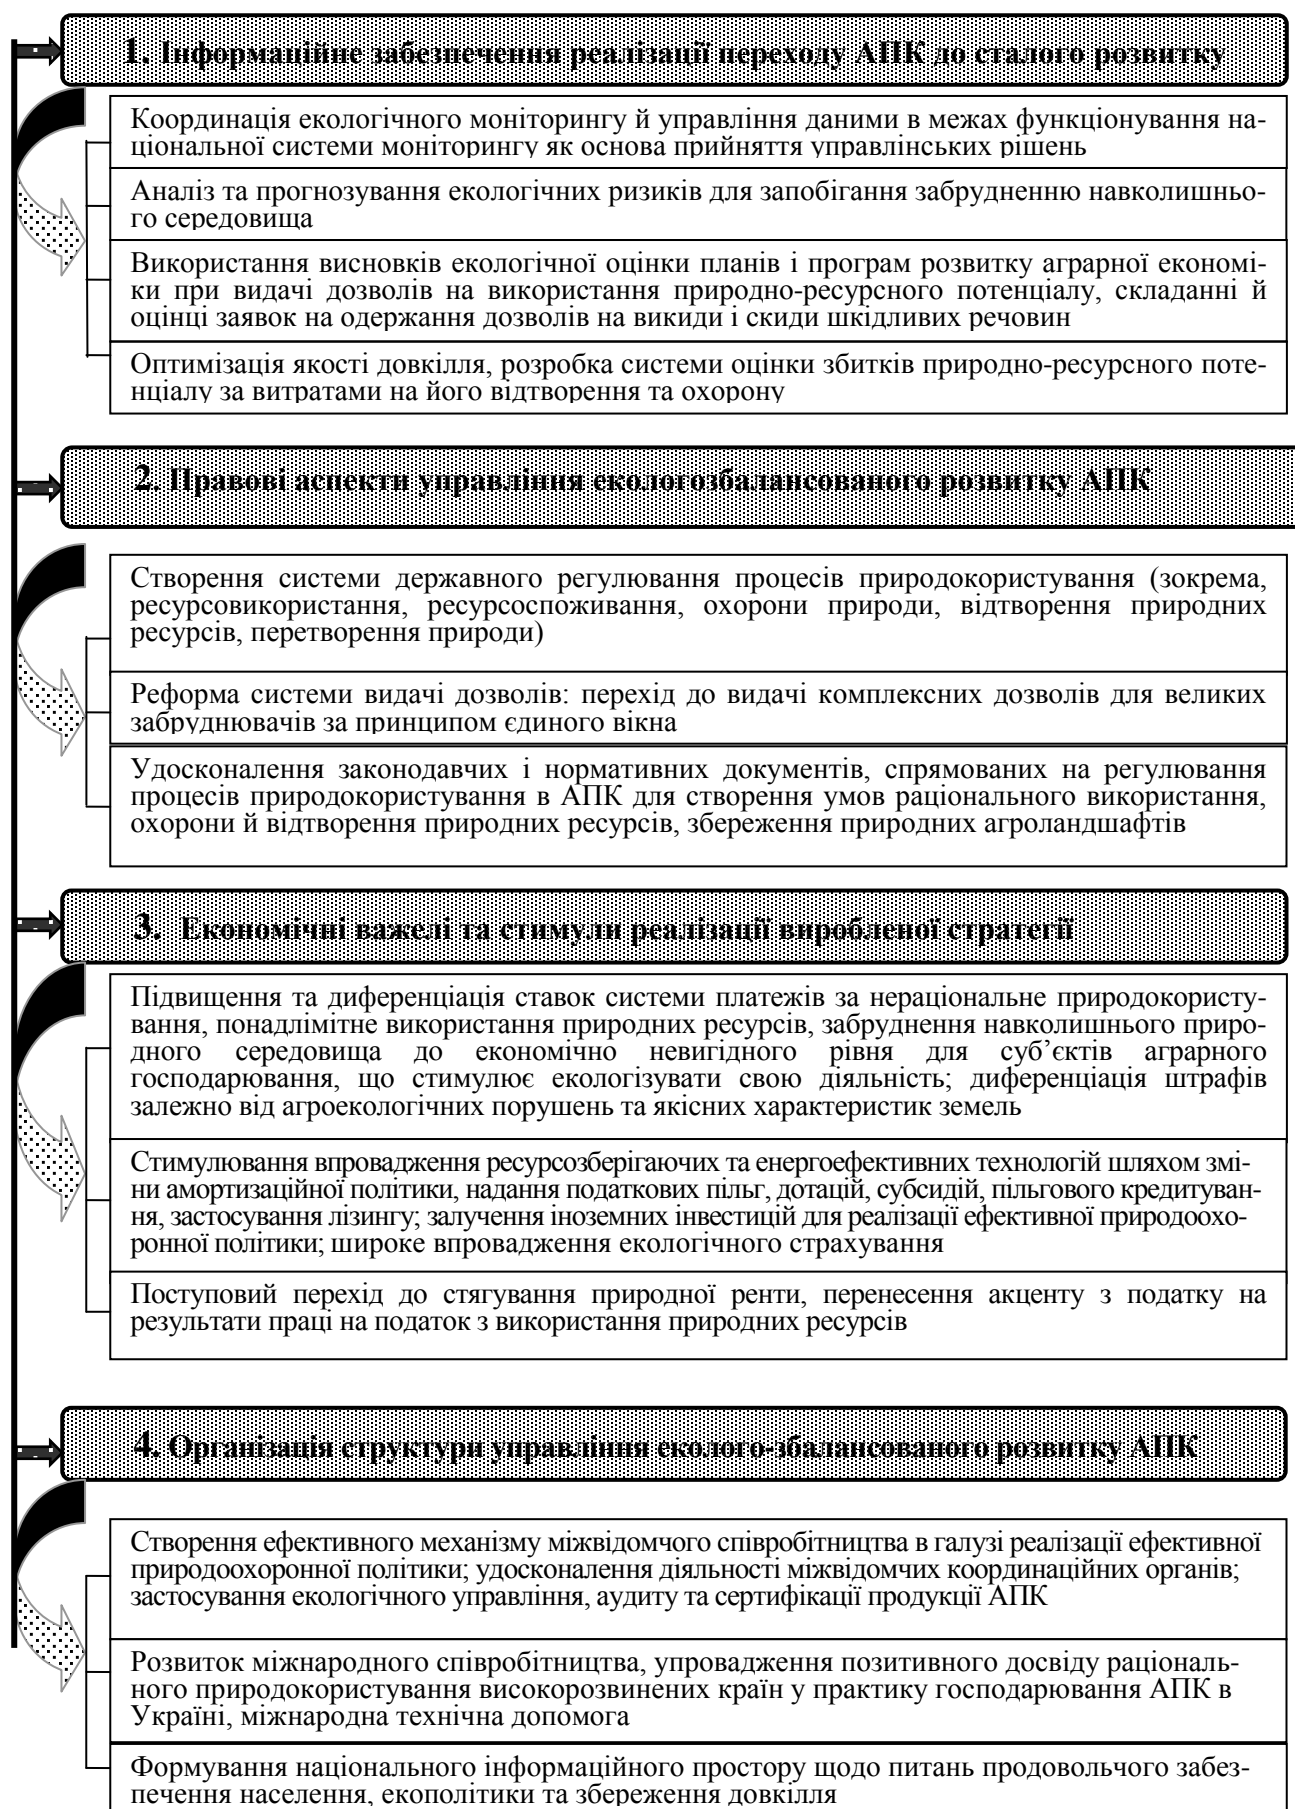 1. Інформаційне забезпечення реалізації переходу АПК до сталого розвитку
Координація екологічного моніторингу й управління даними в межах функціонування на-
ціональної системи моніторингу як основа прийняття управлінських рішень
Аналіз та прогнозування екологічних ризиків для запобігання забрудненню навколишньо-
го середовища
Використання висновків екологічної оцінки планів і програм розвитку аграрної економі-
ки при видачі дозволів на використання природно-ресурсного потенціалу, складанні й
оцінці заявок на одержання дозволів на викиди і скиди шкідливих речовин
Оптимізація якості довкілля, розробка системи оцінки збитків природно-ресурсного поте-
нціалу за витратами на його відтворення та охорону
2. Правові аспекти управління екологозбалансованого розвитку АПК
Створення системи державного регулювання процесів природокористування (зокрема,
ресурсовикористання, ресурсоспоживання, охорони природи, відтворення природних
ресурсів, перетворення природи)
Реформа системи видачі дозволів: перехід до видачі комплексних дозволів для великих
забруднювачів за принципом єдиного вікна
Удосконалення законодавчих і нормативних документів, спрямованих на регулювання
процесів природокористування в АПК для створення умов раціонального використання,
охорони й відтворення природних ресурсів, збереження природних агроландшафтів
3. Економічні важелі та стимули реалізації виробленої стратегії
Підвищення та диференціація ставок системи платежів за нераціональне природокористу-
вання, понадлімітне використання природних ресурсів, забруднення навколишнього приро-
дного середовища до економічно невигідного рівня для суб’єктів аграрного
господарювання, що стимулює екологізувати свою діяльність; диференціація штрафів
залежно від агроекологічних порушень та якісних характеристик земель
Стимулювання впровадження ресурсозберігаючих та енергоефективних технологій шляхом змі-
ни амортизаційної політики, надання податкових пільг, дотацій, субсидій, пільгового кредитуван-
ня, застосування лізингу; залучення іноземних інвестицій для реалізації ефективної природоохо-
ронної політики; широке впровадження екологічного страхування
Поступовий перехід до стягування природної ренти, перенесення акценту з податку на
результати праці на податок з використання природних ресурсів
4. Організація структури управління еколого-збалансованого розвитку АПК
Створення ефективного механізму міжвідомчого співробітництва в галузі реалізації ефективної
природоохоронної політики; удосконалення діяльності міжвідомчих координаційних органів;
застосування екологічного управління, аудиту та сертифікації продукції АПК
Розвиток міжнародного співробітництва, упровадження позитивного досвіду раціональ-
ного природокористування високорозвинених країн у практику господарювання АПК в
Україні, міжнародна технічна допомога
Формування національного інформаційного простору щодо питань продовольчого забез-
печення населення, екополітики та збереження довкілля